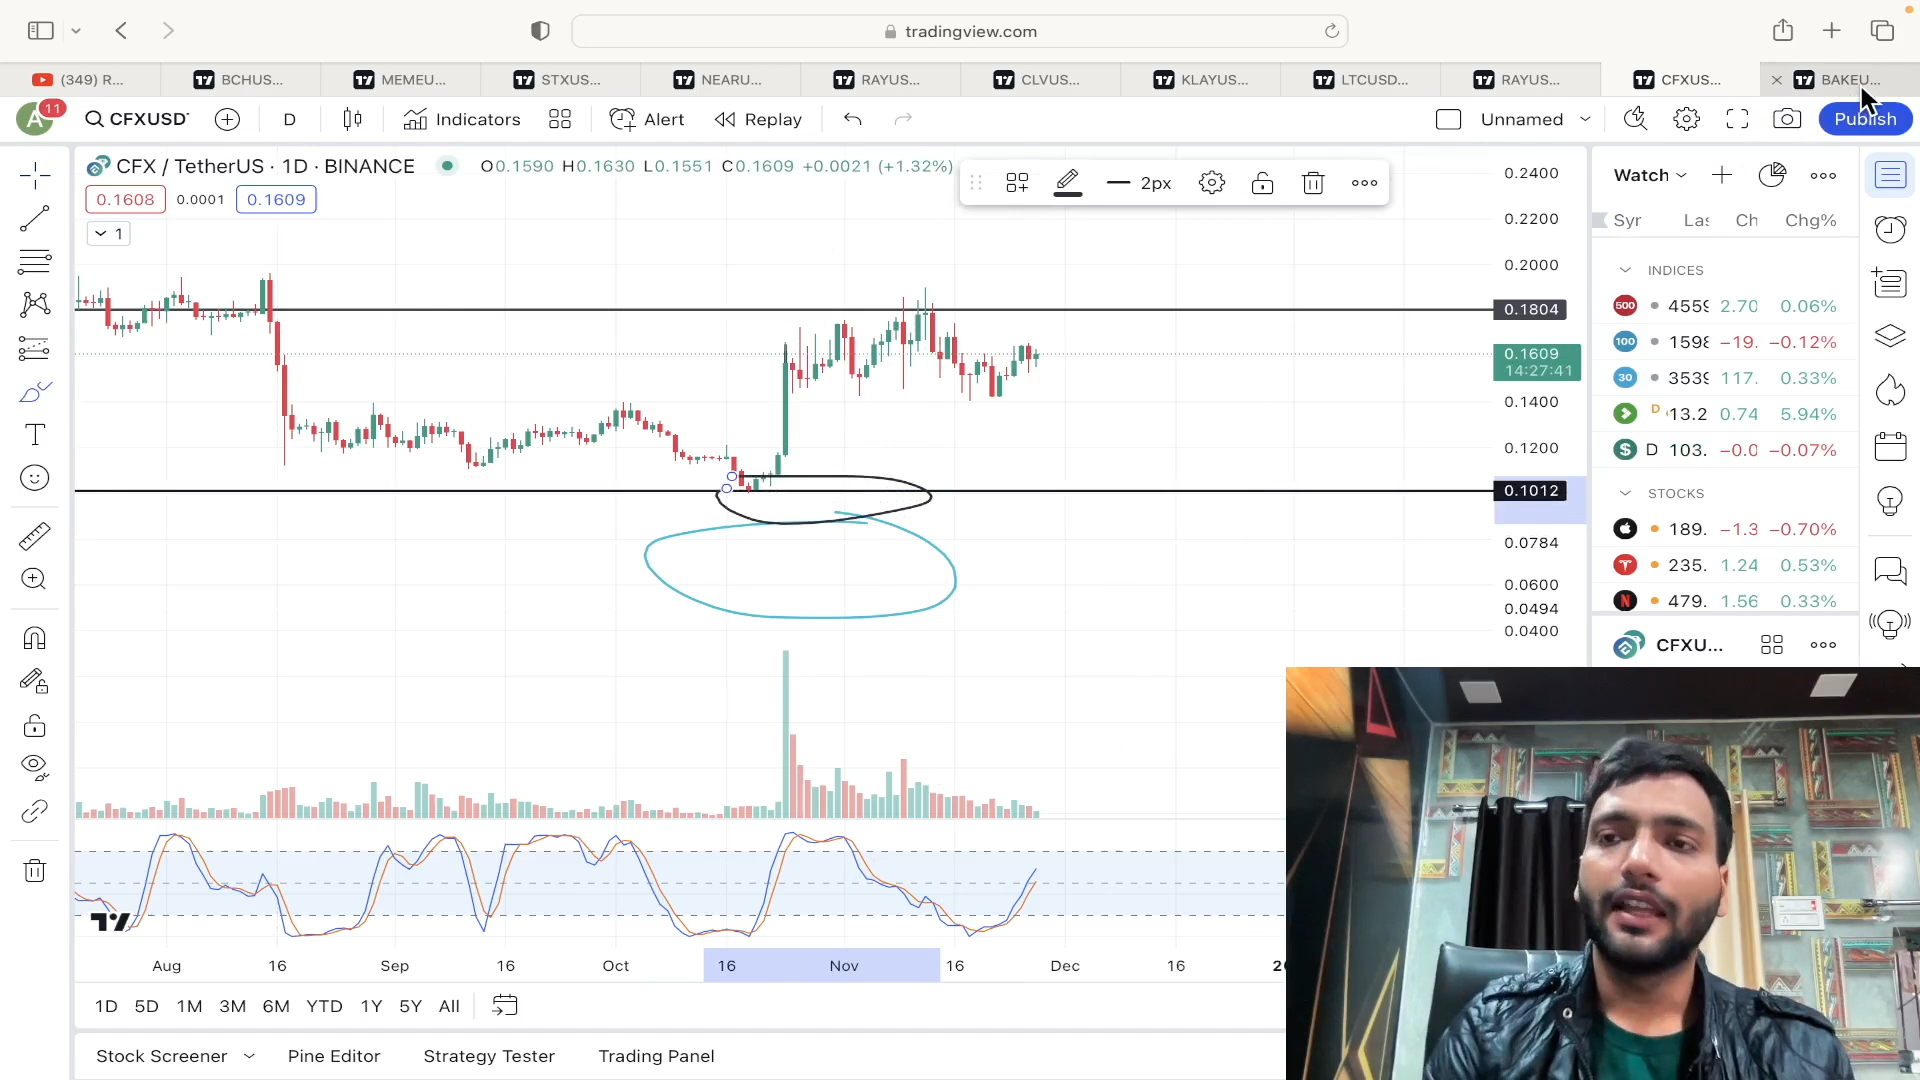 tradingview.com
(349) R...
BCHUS...
MEMEU...
STXUS...
NEARU...
RAYUS...
CLVUS...
KLAYUS...
LTCUSD...
RAYUS...
CFXUS...
BAKEU...
A
11
CFXUSD
D
Indicators
Alert
Replay
Unnamed
Publish
CFX / TetherUS · 1D · BINANCE
O0.1590 H0.1630 L0.1551 C0.1609 +0.0021 (+1.32%)
0.1608
0.0001
0.1609
1
2px
0.2400
0.2200
0.2000
0.1804
0.1609
14:27:41
0.1400
0.1200
0.1012
0.0784
0.0600
0.0494
0.0400
Watch
Syr
Las
Ch
Chg%
INDICES
500 4559 2.70 0.06%
100 1598 −19. −0.12%
30 3539 117. 0.33%
D 13.2 0.74 5.94%
$ D 103. −0.0 −0.07%
STOCKS
189. −1.3 −0.70%
235. 1.24 0.53%
N 479. 1.56 0.33%
CFXU...
Aug
16
Sep
16
Oct
16
Nov
16
Dec
16
1D 5D 1M 3M 6M YTD 1Y 5Y All
Stock Screener
Pine Editor
Strategy Tester
Trading Panel